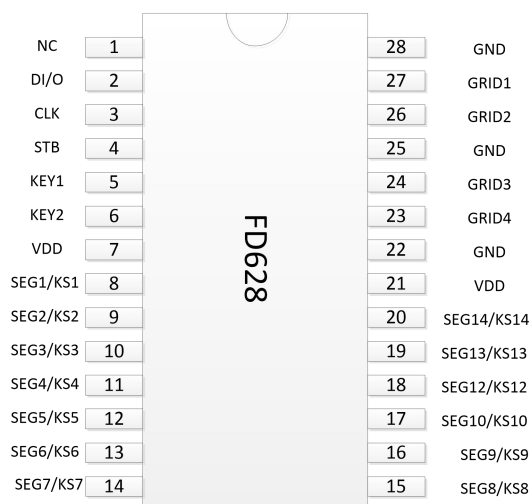 NC 1 28 GND
DI/O 2 27 GRID1
CLK 3 26 GRID2
STB 4 25 GND
KEY1 5 24 GRID3
KEY2 6 23 GRID4
VDD 7 22 GND
SEG1/KS1 8 21 VDD
SEG2/KS2 9 20 SEG14/KS14
SEG3/KS3 10 19 SEG13/KS13
SEG4/KS4 11 18 SEG12/KS12
SEG5/KS5 12 17 SEG10/KS10
SEG6/KS6 13 16 SEG9/KS9
SEG7/KS7 14 15 SEG8/KS8
FD628